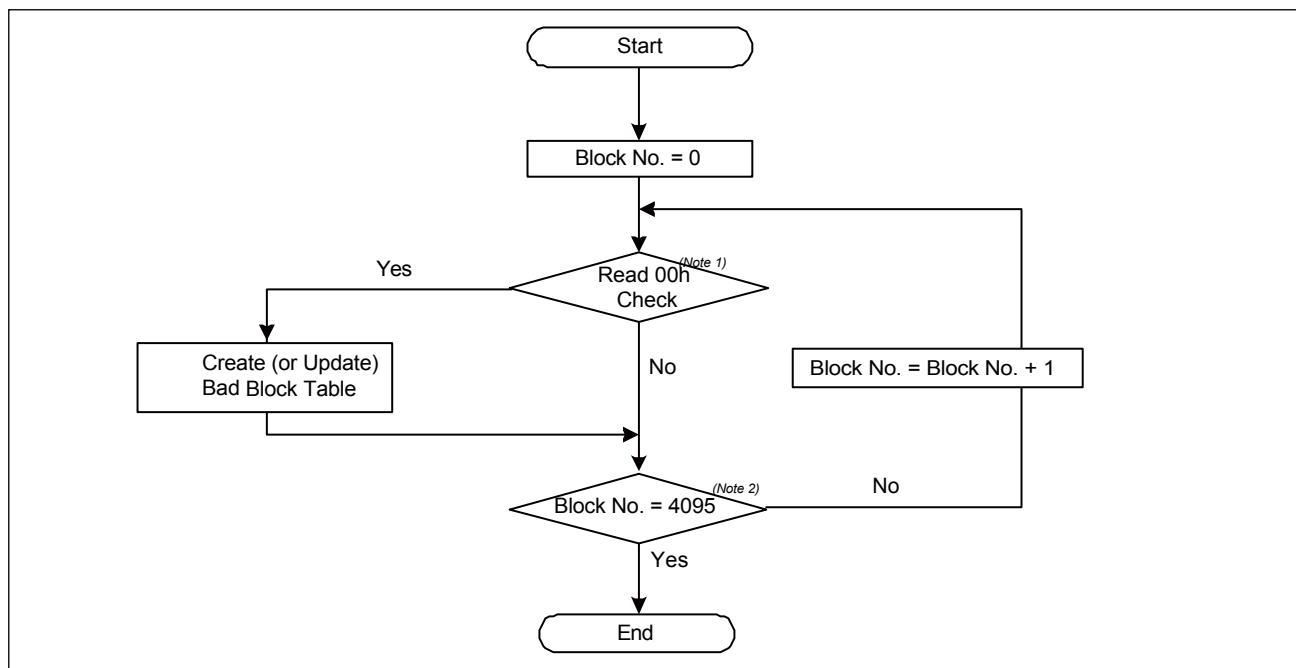 Start
Block No. = 0
(Note 1)
Yes
Read 00h
Check
Create (or Update)
Bad Block Table
No
Block No. = Block No. + 1
(Note 2)
Block No. = 4095
No
Yes
End